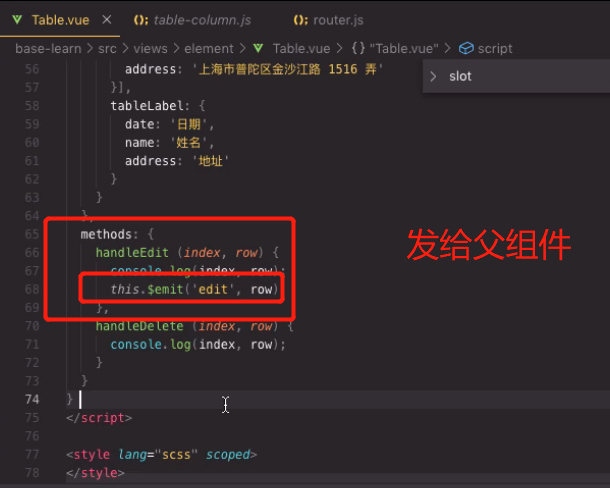 Table.vue
table-column.js
router.js
base-learn > src > views > element > Table.vue > {} "Table.vue" > script
slot
56 address: '上海市普陀区金沙江路 1516 弄'
57 }],
58 tableLabel: {
59 date: '日期',
60 name: '姓名',
61 address: '地址'
62 }
63 }
64 },
65 methods: {
66 handleEdit (index, row) {
发给父组件
67 console.log(index, row);
68 this.$emit('edit', row)
69 },
70 handleDelete (index, row) {
71 console.log(index, row);
72 }
73 }
74 }
75 </script>
76
77 <style lang="scss" scoped>
78 </style>